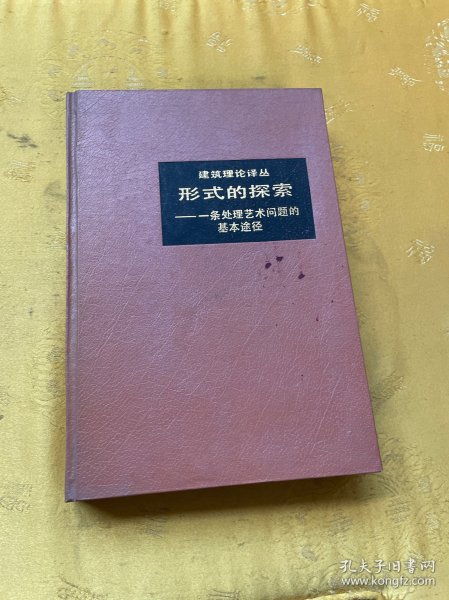 建筑理论译丛
形式的探索
——一条处理艺术问题的
基本途径
孔夫子旧书网
www.kongfz.com